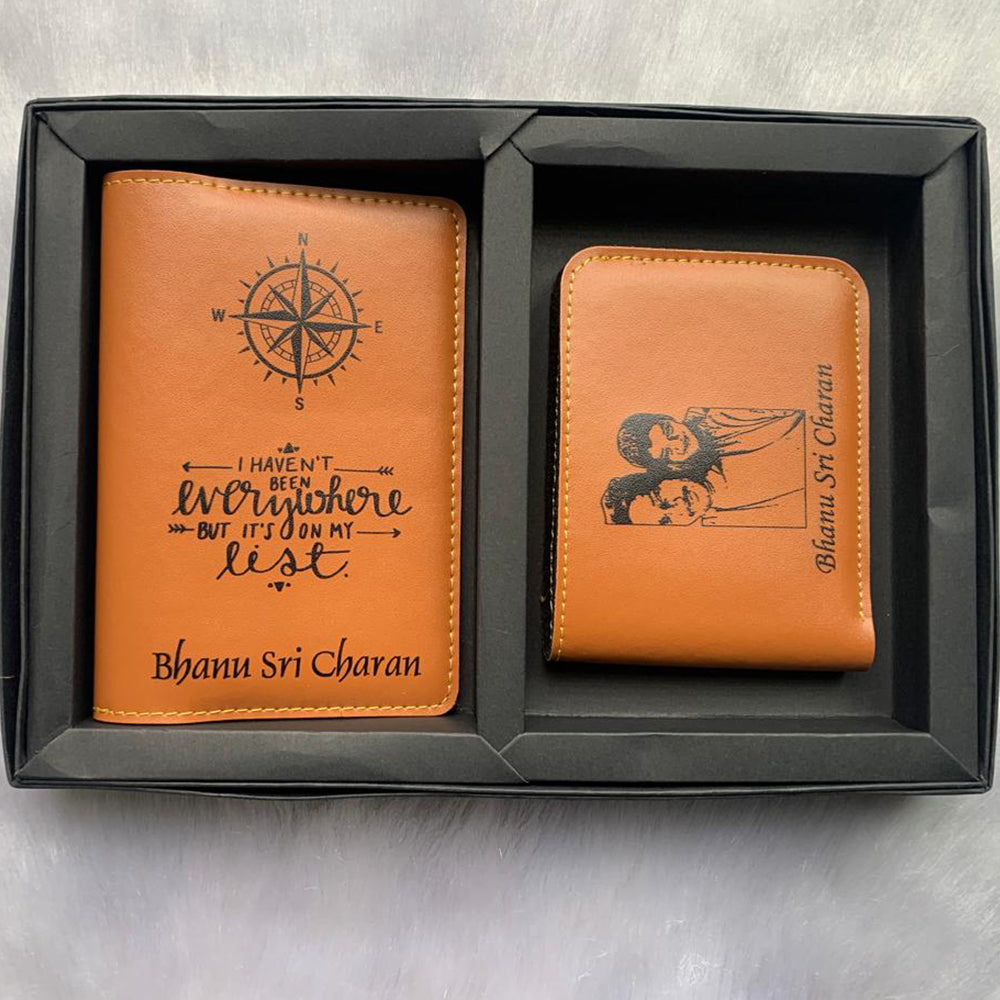 N
W E
S
I HAVEN'T
BEEN
everywhere
BUT IT'S ON MY
list.
Bhanu Sri Charan
Bhanu Sri Charan